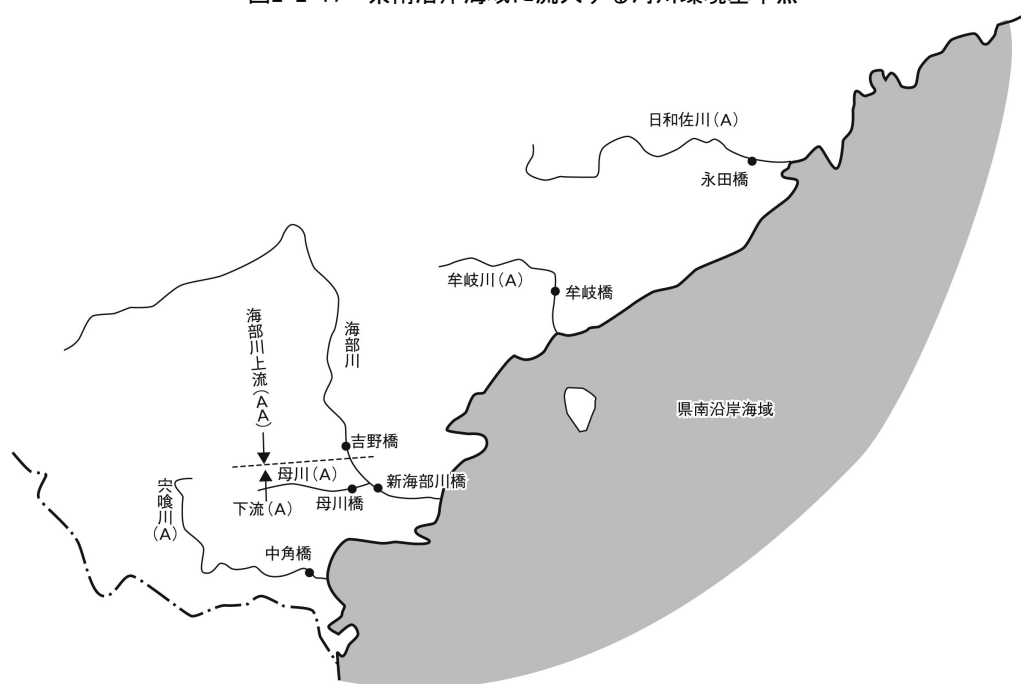 日和佐川(A)
永田橋
牟岐川(A)
牟岐橋
海部川上流(AA)
海部川
県南沿岸海域
吉野橋
母川(A)
新海部川橋
宍喰川(A)
下流(A)
母川橋
中角橋